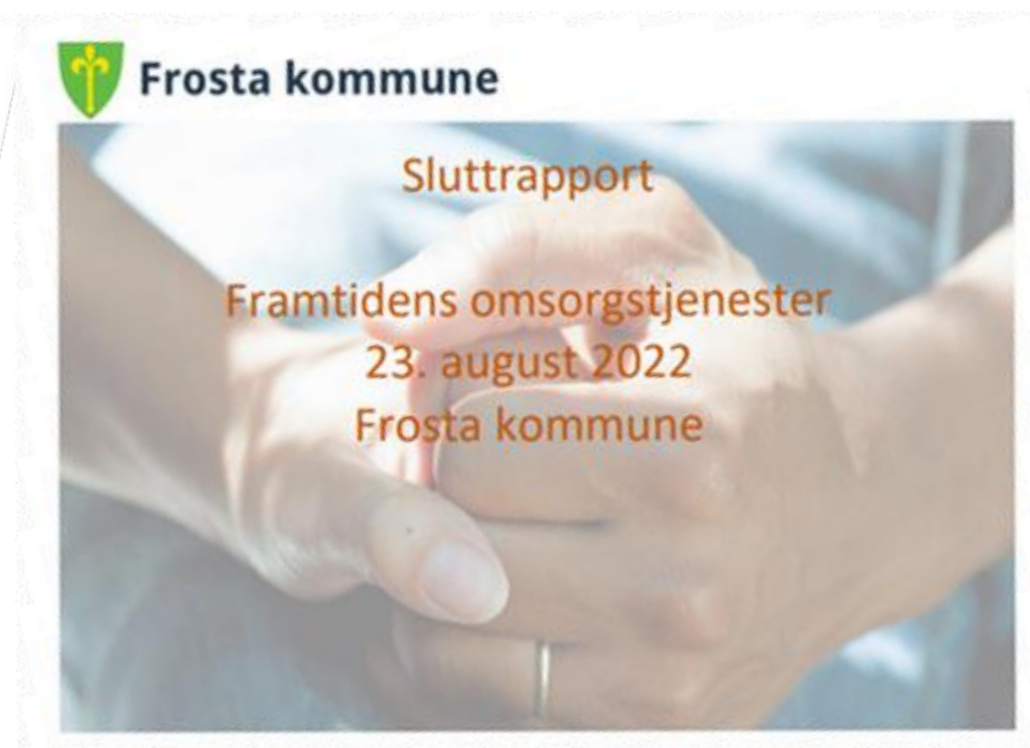 Frosta kommune
Sluttrapport
Framtidens omsorgstjenester
23. august 2022
Frosta kommune